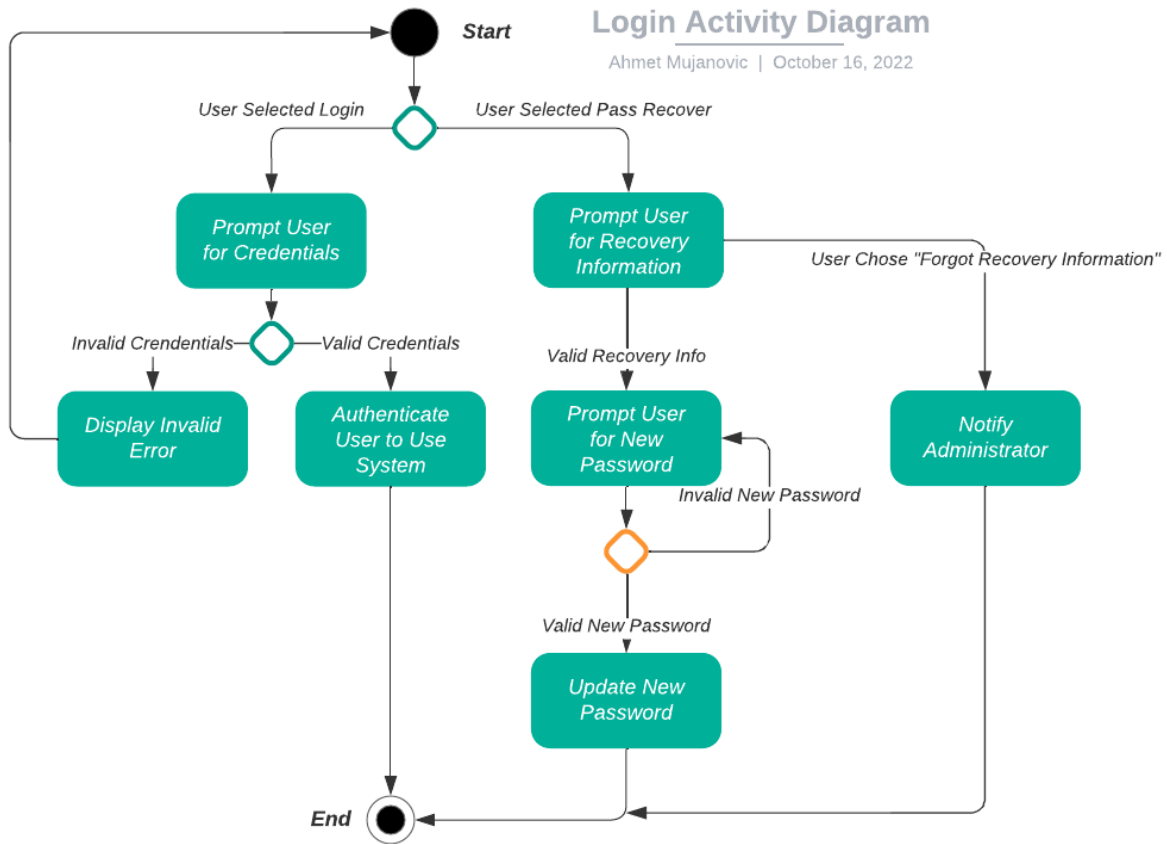 Login Activity Diagram
Ahmet Mujanovic | October 16, 2022
Start
User Selected Login
User Selected Pass Recover
Prompt User
for Credentials
Prompt User
for Recovery
Information
User Chose "Forgot Recovery Information"
Invalid Crendentials
Valid Credentials
Valid Recovery Info
Display Invalid
Error
Authenticate
User to Use
System
Prompt User
for New
Password
Notify
Administrator
Invalid New Password
Valid New Password
Update New
Password
End